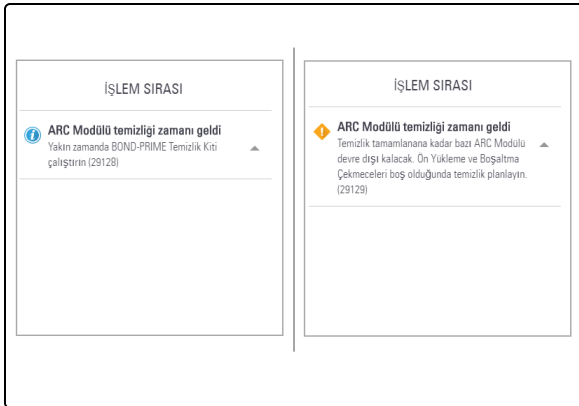 İŞLEM SIRASI
ARC Modülü temizliği zamanı geldi
Yakın zamanda BOND-PRIME Temizlik Kiti
çalıştırın (29128)
İŞLEM SIRASI
ARC Modülü temizliği zamanı geldi
Temizlik tamamlanana kadar bazı ARC Modülü
devre dışı kalacak. Ön Yükleme ve Boşaltma
Çekmeceleri boş olduğunda temizlik planlayın.
(29129)